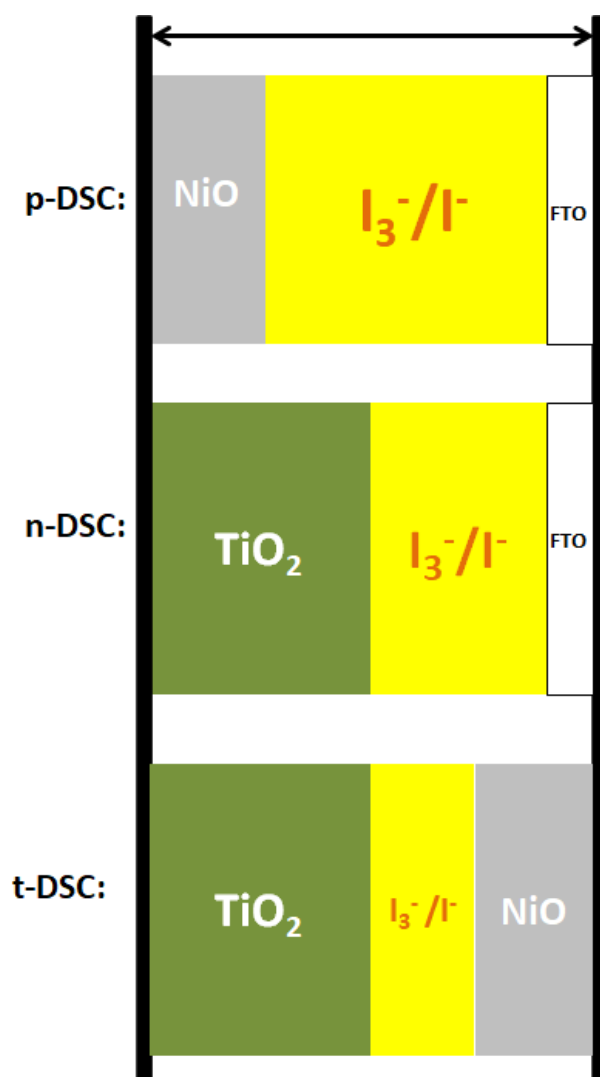 p-DSC:
NiO
I₃⁻/I⁻
FTO
n-DSC:
TiO₂
I₃⁻/I⁻
FTO
t-DSC:
TiO₂
I₃⁻/I⁻
NiO